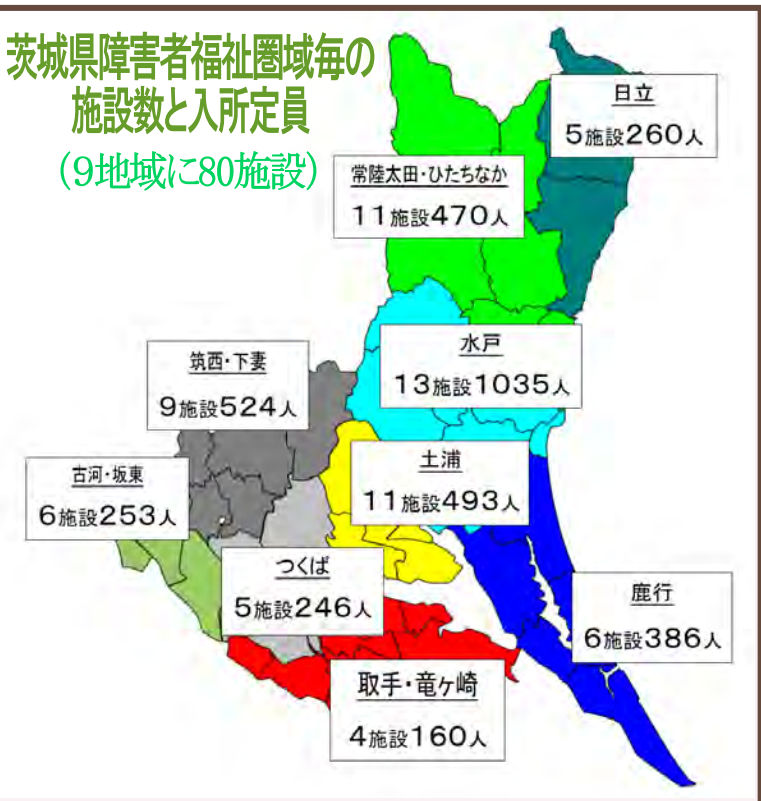 茨城県障害者福祉圏域毎の
施設数と入所定員
(9地域に80施設)
日立
5施設260人
常陸太田・ひたちなか
11施設470人
水戸
13施設1035人
筑西・下妻
9施設524人
土浦
11施設493人
古河・坂東
6施設253人
つくば
5施設246人
鹿行
6施設386人
取手・竜ヶ崎
4施設160人